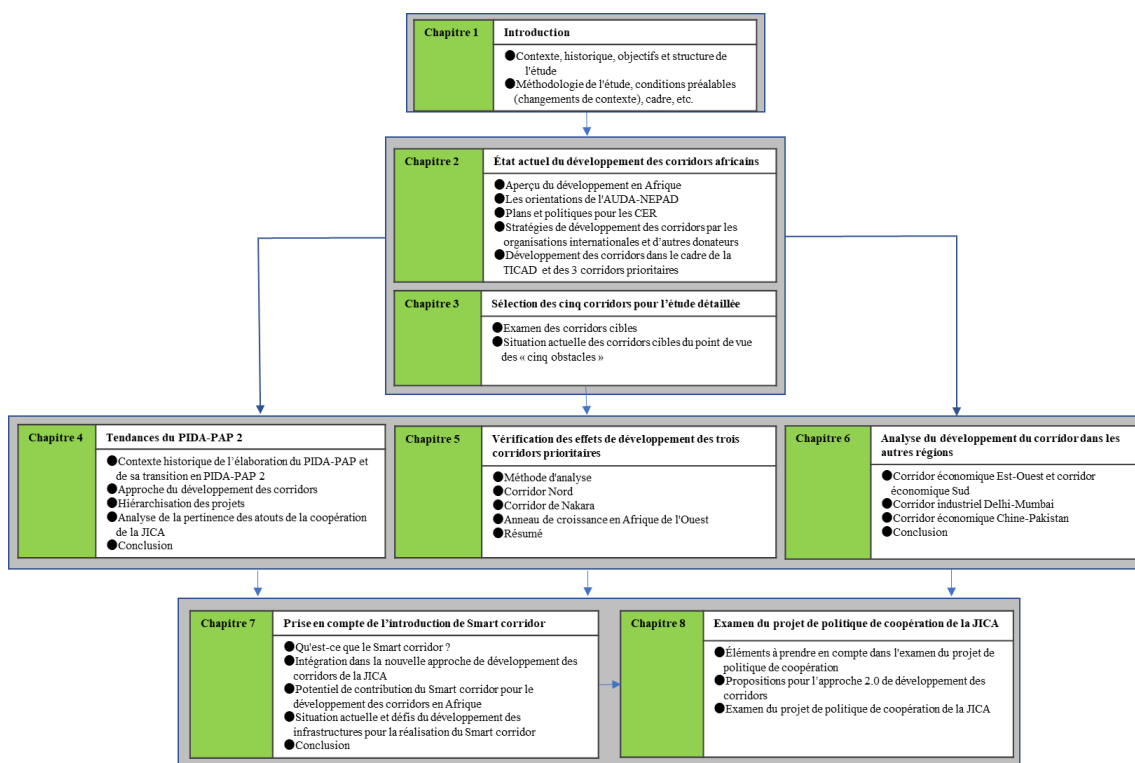 Chapitre 1
Introduction
●Contexte, historique, objectifs et structure de
l'étude
●Méthodologie de l'étude, conditions préalables
(changements de contexte), cadre, etc.
Chapitre 2
État actuel du développement des corridors africains
●Aperçu du développement en Afrique
●Les orientations de l'AUDA-NEPAD
●Plans et politiques pour les CER
●Stratégies de développement des corridors par les
organisations internationales et d'autres donateurs
●Développement des corridors dans le cadre de la
TICAD et des 3 corridors prioritaires
Chapitre 3
Sélection des cinq corridors pour l'étude détaillée
●Examen des corridors cibles
●Situation actuelle des corridors cibles du point de vue
des « cinq obstacles »
Chapitre 4
Tendances du PIDA-PAP 2
●Contexte historique de l'élaboration du PIDA-PAP et
de sa transition en PIDA-PAP 2
●Approche du développement des corridors
●Hiérarchisation des projets
●Analyse de la pertinence des atouts de la coopération
de la JICA
●Conclusion
Chapitre 5
Vérification des effets de développement des trois
corridors prioritaires
●Méthode d'analyse
●Corridor Nord
●Corridor de Nakara
●Anneau de croissance en Afrique de l'Ouest
●Résumé
Chapitre 6
Analyse du développement du corridor dans les
autres régions
●Corridor économique Est-Ouest et corridor
économique Sud
●Corridor industriel Delhi-Mumbai
●Corridor économique Chine-Pakistan
●Conclusion
Chapitre 7
Prise en compte de l'introduction de Smart corridor
●Qu'est-ce que le Smart corridor ?
●Intégration dans la nouvelle approche de développement des
corridors de la JICA
●Potentiel de contribution du Smart corridor pour le
développement des corridors en Afrique
●Situation actuelle et défis du développement des
infrastructures pour la réalisation du Smart corridor
●Conclusion
Chapitre 8
Examen du projet de politique de coopération de la JICA
●Éléments à prendre en compte dans l'examen du projet de
politique de coopération
●Propositions pour l'approche 2.0 de développement des
corridors
●Examen du projet de politique de coopération de la JICA